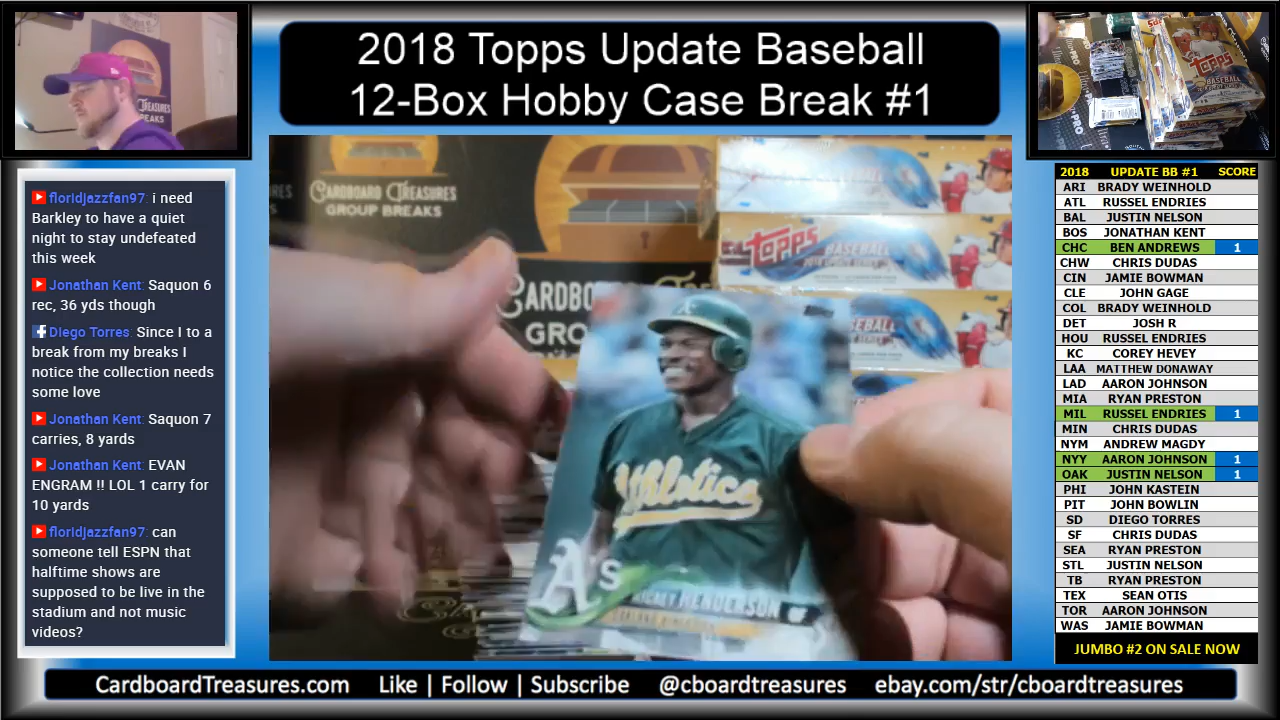 2018 Topps Update Baseball
12-Box Hobby Case Break #1
TREASURES
BREAKS
TOPPS
BASEBALL
floridjazzfan97: i need
Barkley to have a quiet
night to stay undefeated
this week
Jonathan Kent: Saquon 6
rec, 36 yds though
Diego Torres: Since I to a
break from my breaks I
notice the collection needs
some love
Jonathan Kent: Saquon 7
carries, 8 yards
Jonathan Kent: EVAN
ENGRAM !! LOL 1 carry for
10 yards
floridjazzfan97: can
someone tell ESPN that
halftime shows are
supposed to be live in the
stadium and not music
videos?
CARDBOARD TREASURES
GROUP BREAKS
TOPPS BASEBALL
CARDBO
GRO
A
Athletics
A's
RICKEY HENDERSON
2018 UPDATE BB #1 SCORE
ARI BRADY WEINHOLD
ATL RUSSEL ENDRIES
BAL JUSTIN NELSON
BOS JONATHAN KENT
CHC BEN ANDREWS 1
CHW CHRIS DUDAS
CIN JAMIE BOWMAN
CLE JOHN GAGE
COL BRADY WEINHOLD
DET JOSH R
HOU RUSSEL ENDRIES
KC COREY HEVEY
LAA MATTHEW DONAWAY
LAD AARON JOHNSON
MIA RYAN PRESTON
MIL RUSSEL ENDRIES 1
MIN CHRIS DUDAS
NYM ANDREW MAGDY
NYY AARON JOHNSON 1
OAK JUSTIN NELSON 1
PHI JOHN KASTEIN
PIT JOHN BOWLIN
SD DIEGO TORRES
SF CHRIS DUDAS
SEA RYAN PRESTON
STL JUSTIN NELSON
TB RYAN PRESTON
TEX SEAN OTIS
TOR AARON JOHNSON
WAS JAMIE BOWMAN
JUMBO #2 ON SALE NOW
CardboardTreasures.com Like | Follow | Subscribe @cboardtreasures ebay.com/str/cboardtreasures